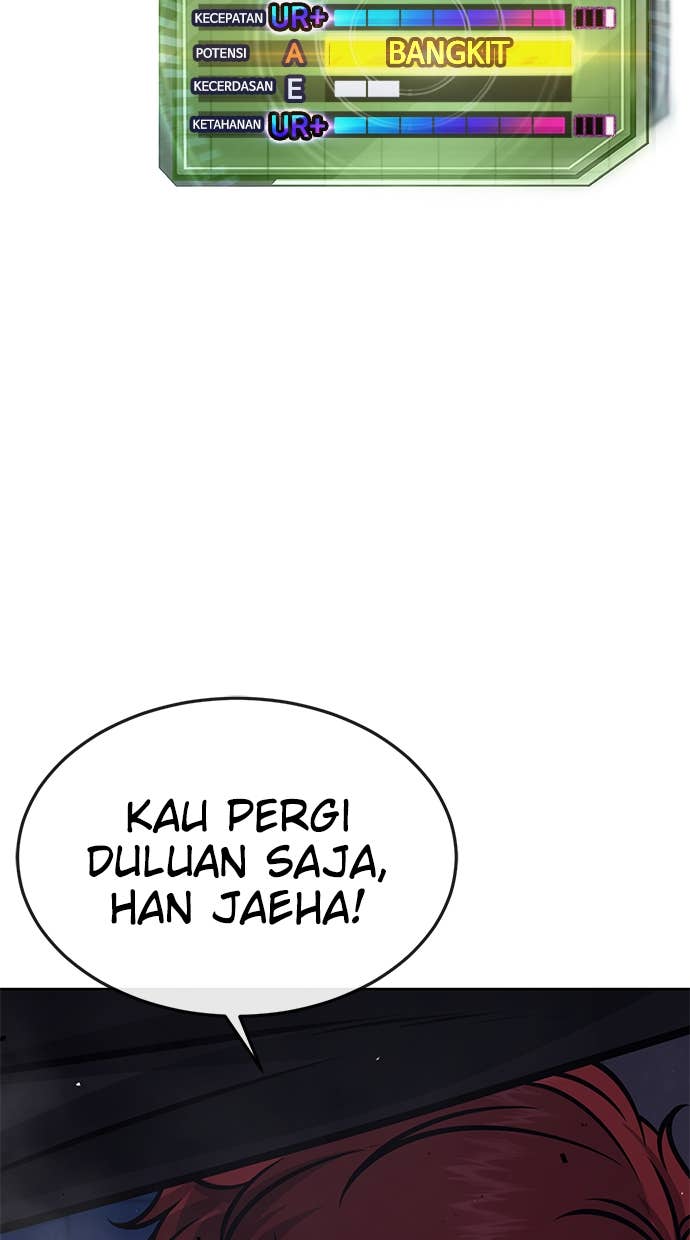 KECEPATAN UR+
POTENSI A BANGKIT
KECERDASAN E
KETAHANAN UR+
KAU PERGI
DULUAN SAJA,
HAN JAEHA!